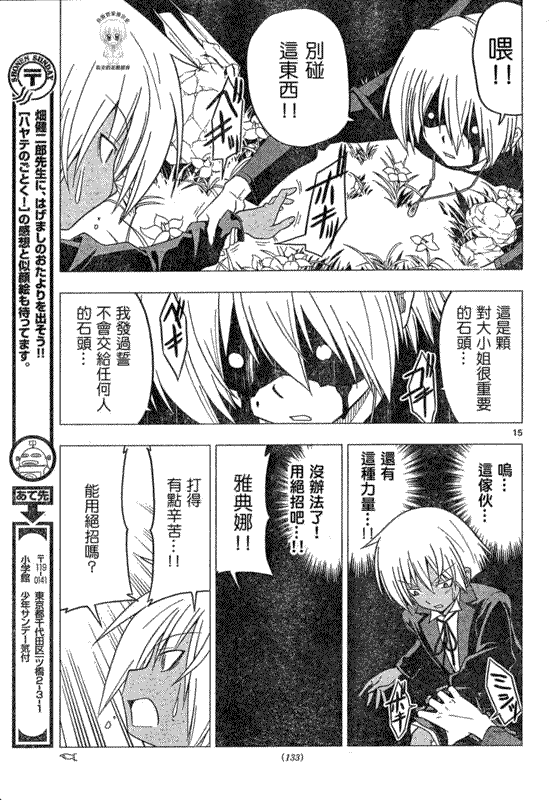 喂!!
別碰
這東西!!
這是顆
對大小姐很重要
的石頭…
我發過誓
不會交給任何人
的石頭…
15
嗚…
這傢伙…
還有
這種力量…!!
沒辦法了!
用絕招吧…!!
雅典娜!!
打得
有點辛苦…!!
能用絕招嗎?
ミシッ
(133)
SHONEN SUNDAY
畑健二郎先生に、はげましのおたよりを出そう!!
【ハヤテのごとく!】の感想と似顔絵も待ってます。
あて先
〒119-0141
東京都千代田区一ツ橋2-3-1
小学館 少年サンデー気付